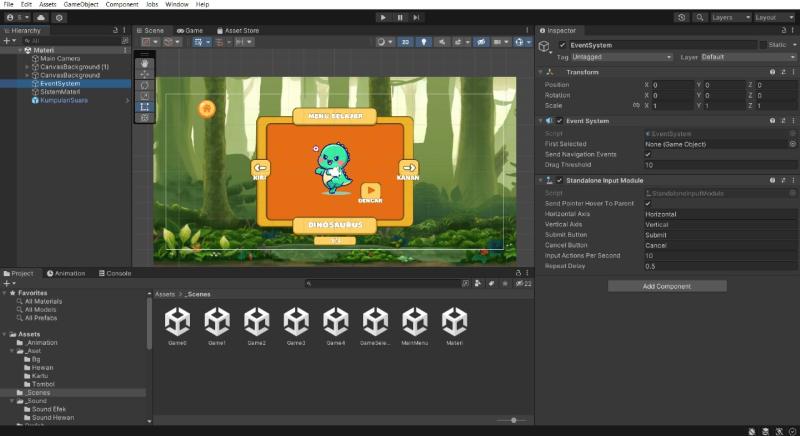 File Edit Assets GameObject Component Jobs Window Help
S
Layers
Layout
Hierarchy
All
Materi
Main Camera
CanvasBackground (1)
CanvasBackground
EventSystem
SistemMateri
KumpulanSuara
Scene Game Asset Store
2D
MENU BELAJAR
KIRI
KANAN
DENGAR
DINOSAURUS
Inspector
EventSystem
Static
Tag Untagged Layer Default
Transform
Position X 0 Y 0 Z 0
Rotation X 0 Y 0 Z 0
Scale X 1 Y 1 Z 1
Event System
Script EventSystem
First Selected None (Game Object)
Send Navigation Events
Drag Threshold 10
Standalone Input Module
Script StandaloneInputModule
Send Pointer Hover To Parent
Horizontal Axis Horizontal
Vertical Axis Vertical
Submit Button Submit
Cancel Button Cancel
Input Actions Per Second 10
Repeat Delay 0.5
Add Component
Project Animation Console
22
Favorites
All Materials
All Models
All Prefabs
Assets
_Animation
_Aset
Bg
Hewan
Kartu
Tombol
_Scenes
_Sound
Sound Efek
Sound Hewan
Assets > _Scenes
Game0 Game1 Game2 Game3 Game4 GameSele... MainMenu Materi